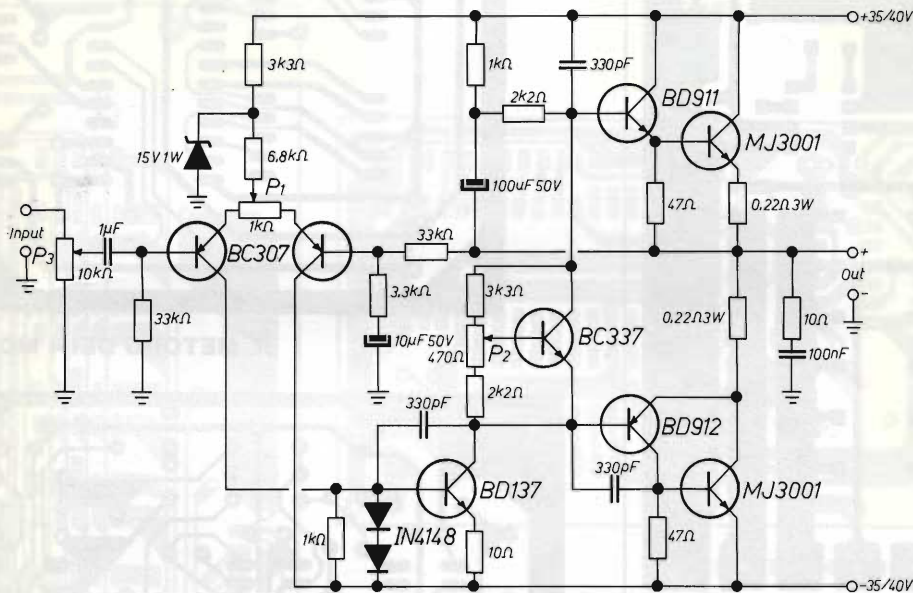 +35/40V
3k3Ω
1kΩ
330pF
2k2Ω
BD911
15V 1W
6,8kΩ
MJ3001
P1
100uF 50V
47Ω
0,22Ω 3W
1kΩ
1µF
Input
33kΩ
+
P3
BC307
10kΩ
Out
3,3kΩ
3k3Ω
-
33kΩ
0,22Ω 3W
10Ω
BC337
10µF 50V
470Ω
P2
100nF
2k2Ω
330pF
BD912
330pF
BD137
MJ3001
1kΩ
IN4148
10Ω
47Ω
-35/40V